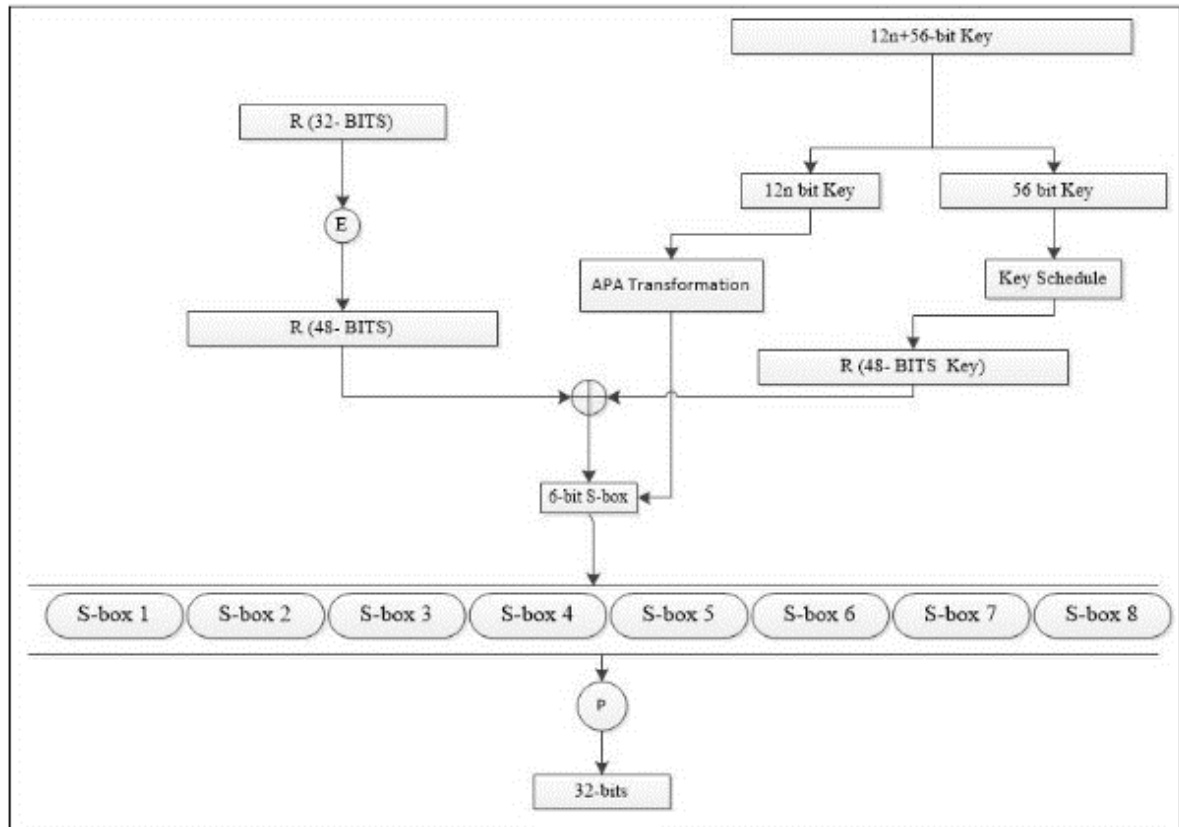 12n+56-bit Key
R (32- BITS)
12n bit Key
56 bit Key
E
APA Transformation
Key Schedule
R (48- BITS)
R (48- BITS Key)
6-bit S-box
S-box 1 S-box 2 S-box 3 S-box 4 S-box 5 S-box 6 S-box 7 S-box 8
P
32-bits